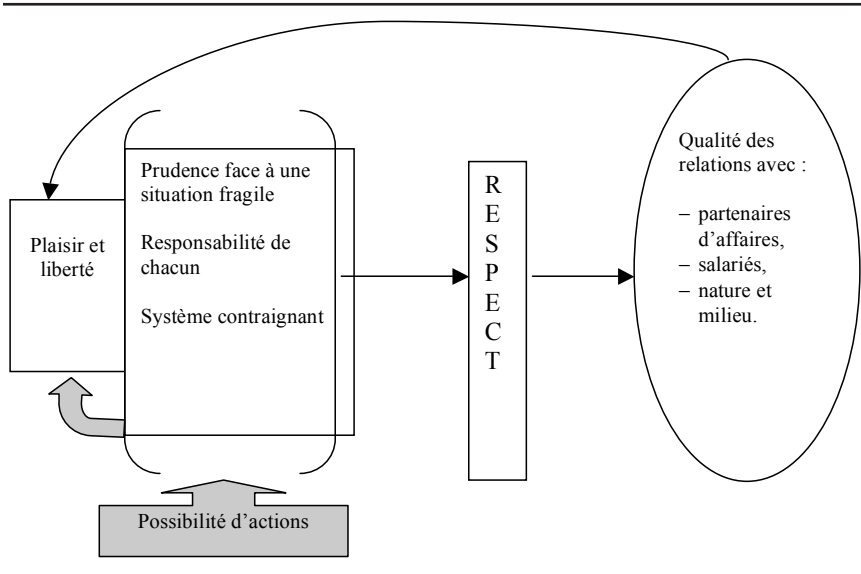 Plaisir et
liberté
Prudence face à une
situation fragile
Responsabilité de
chacun
Système contraignant
R
E
S
P
E
C
T
Qualité des
relations avec :
– partenaires
d’affaires,
– salariés,
– nature et
milieu.
Possibilité d’actions